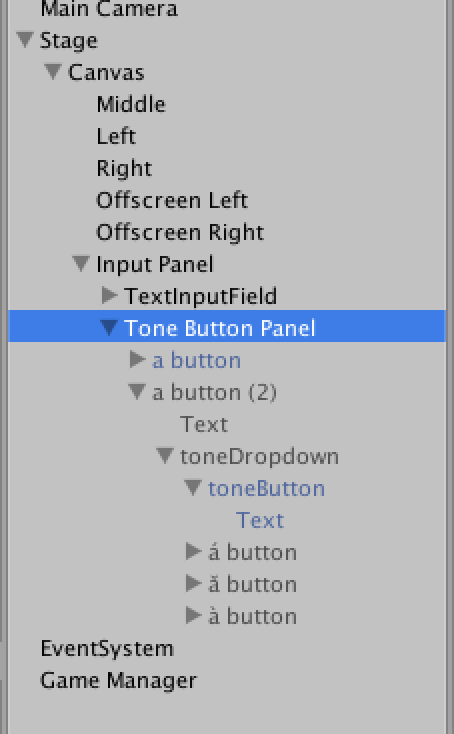 Main Camera
Stage
Canvas
Middle
Left
Right
Offscreen Left
Offscreen Right
Input Panel
TextInputField
Tone Button Panel
a button
a button (2)
Text
toneDropdown
toneButton
Text
á button
ă button
à button
EventSystem
Game Manager